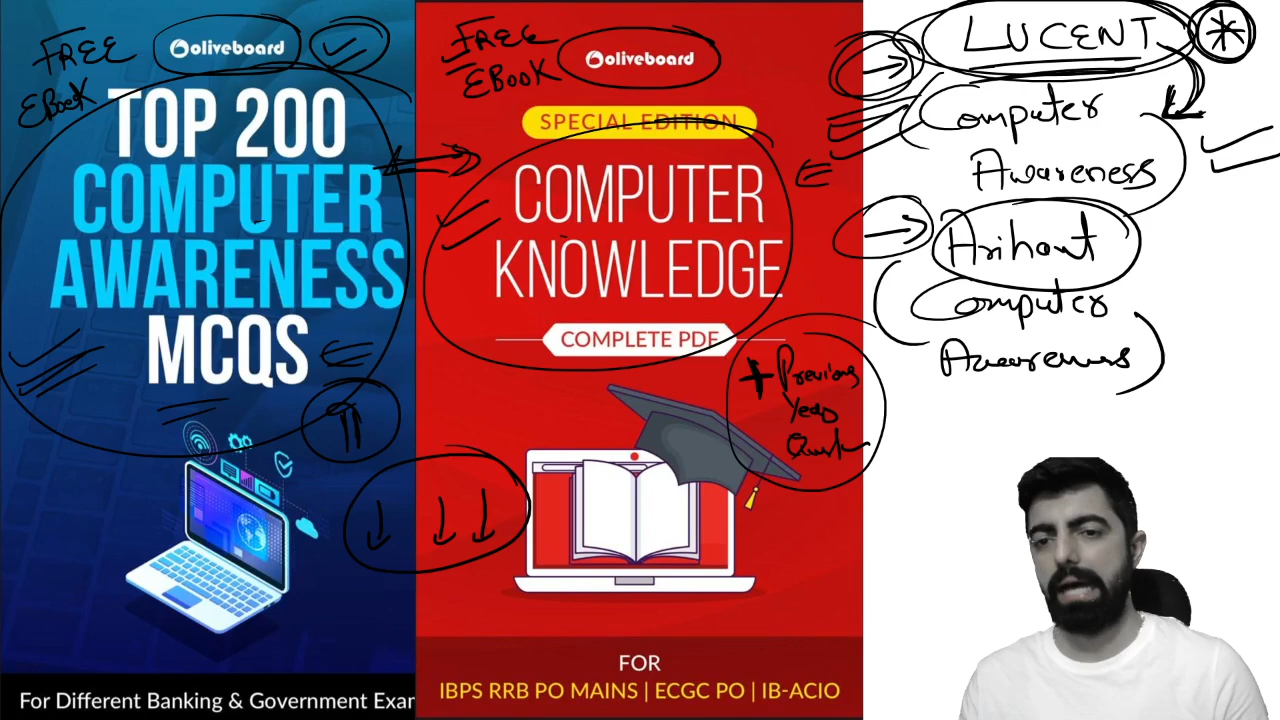 FREE
EBook
oliveboard
TOP 200
COMPUTER
AWARENESS
MCQS
For Different Banking & Government Exam
FREE
EBook
oliveboard
SPECIAL EDITION
COMPUTER
KNOWLEDGE
COMPLETE PDF
+ Previous
Year
FOR
IBPS RRB PO MAINS | ECGC PO | IB-ACIO
LUCENT
Computer
Awareness
Arihant
Computer
Awareness